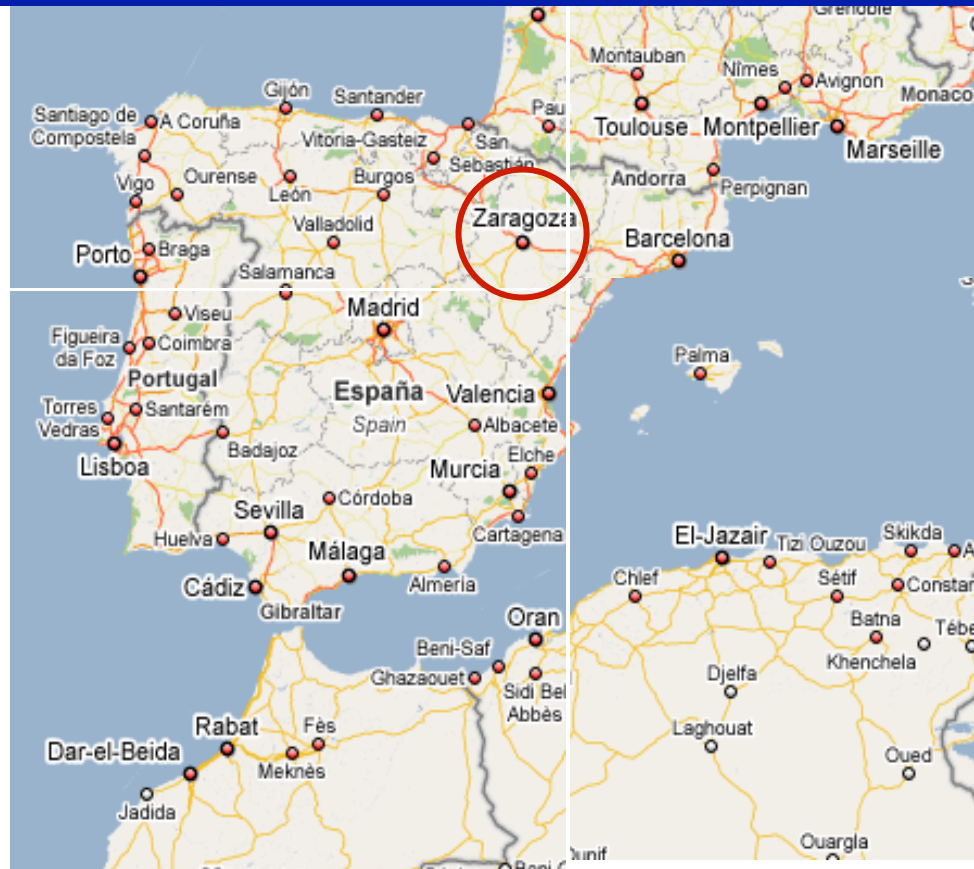 Grenoble
Montauban
Nîmes
Avignon
Monaco
Gijón
Santander
Pau
Santiago de
Compostela
A Coruña
Vitoria-Gasteiz
San
Sebastián
Toulouse
Montpellier
Marseille
Vigo
Ourense
León
Burgos
Andorra
Perpignan
Valladolid
Zaragoza
Barcelona
Porto
Braga
Salamanca
Viseu
Madrid
Figueira
da Foz
Coimbra
Palma
Portugal
España
Valencia
Torres
Vedras
Santarém
Spain
Albacete
Lisboa
Badajoz
Elche
Murcia
Córdoba
Sevilla
Huelva
Cartagena
El-Jazair
Tizi Ouzou
Skikda
Málaga
Almería
Cádiz
Chlef
Sétif
Constan
Gibraltar
Oran
Batna
Tébe
Beni-Saf
Khenchela
Ghazaouet
Sidi Bel
Abbès
Djelfa
Rabat
Fès
Laghouat
Dar-el-Beida
Meknès
Oued
Jadida
Ouargla